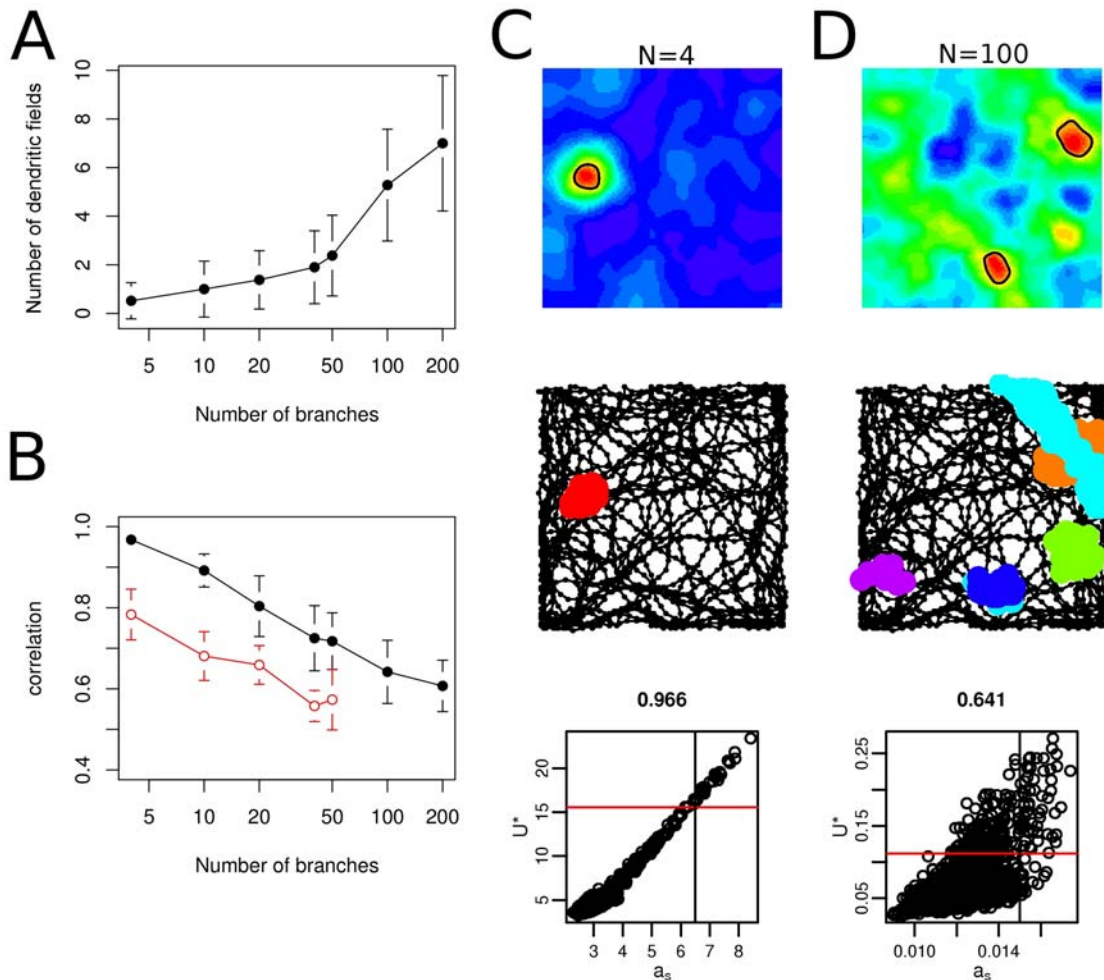 A
Number of dendritic fields
10
8
6
4
2
0
5 10 20 50 100 200
Number of branches
B
correlation
1.0
0.8
0.6
0.4
5 10 20 50 100 200
Number of branches
C
N=4
0.966
U*
20
15
10
5
3 4 5 6 7 8
a_s
D
N=100
0.641
U*
0.25
0.15
0.05
0.010 0.014
a_s